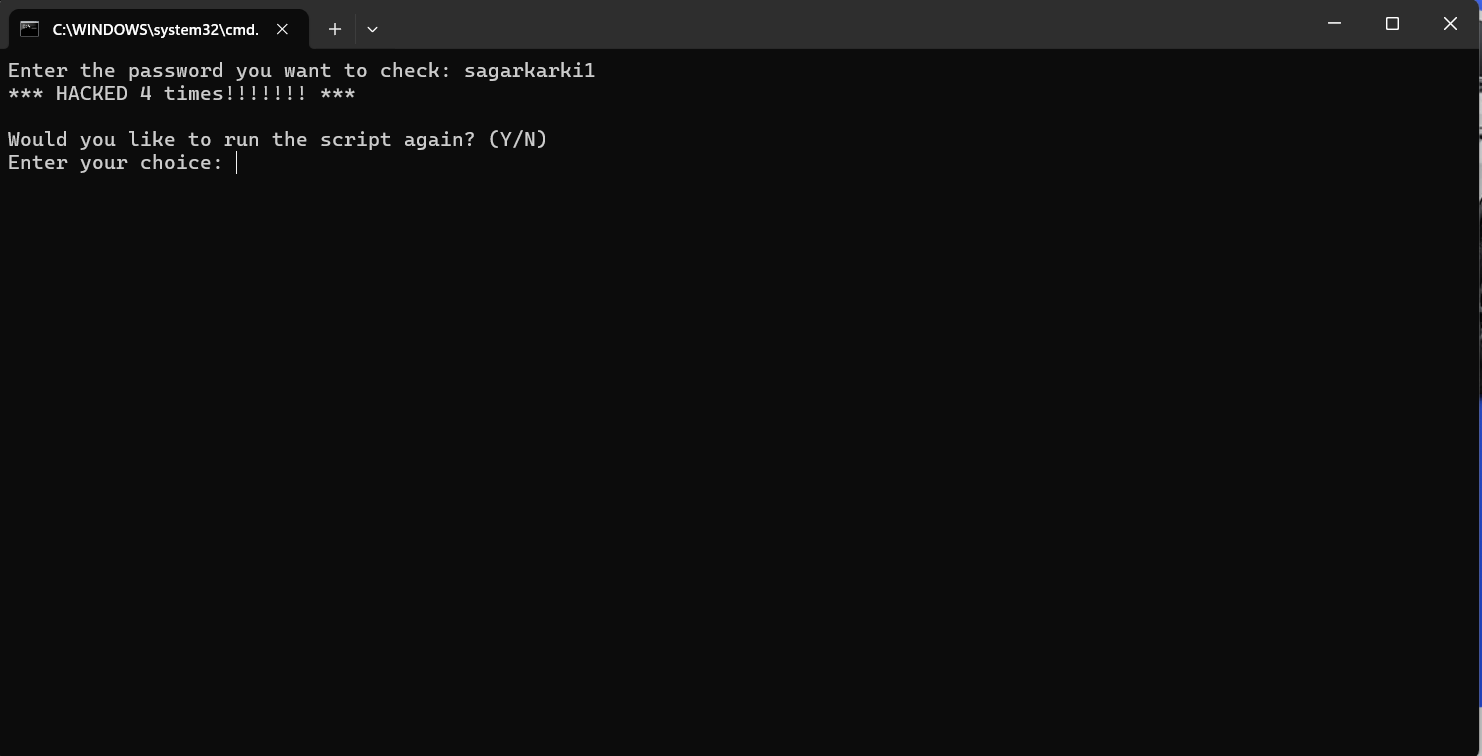 C:\WINDOWS\system32\cmd.
Enter the password you want to check: sagarkarki1
*** HACKED 4 times!!!!!!! ***
Would you like to run the script again? (Y/N)
Enter your choice: